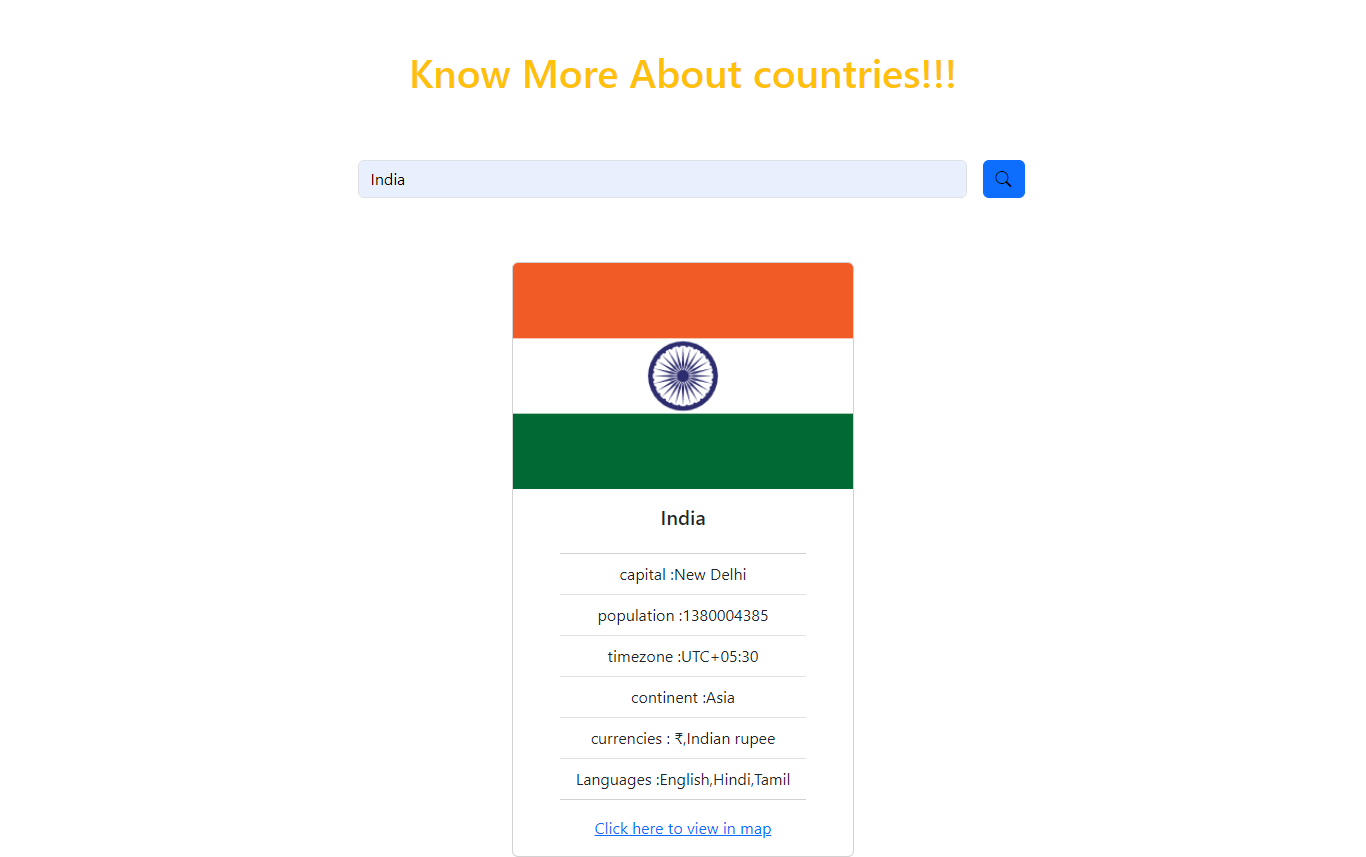 Know More About countries!!!
India
India
capital :New Delhi
population :1380004385
timezone :UTC+05:30
continent :Asia
currencies : ₹,Indian rupee
Languages :English,Hindi,Tamil
Click here to view in map